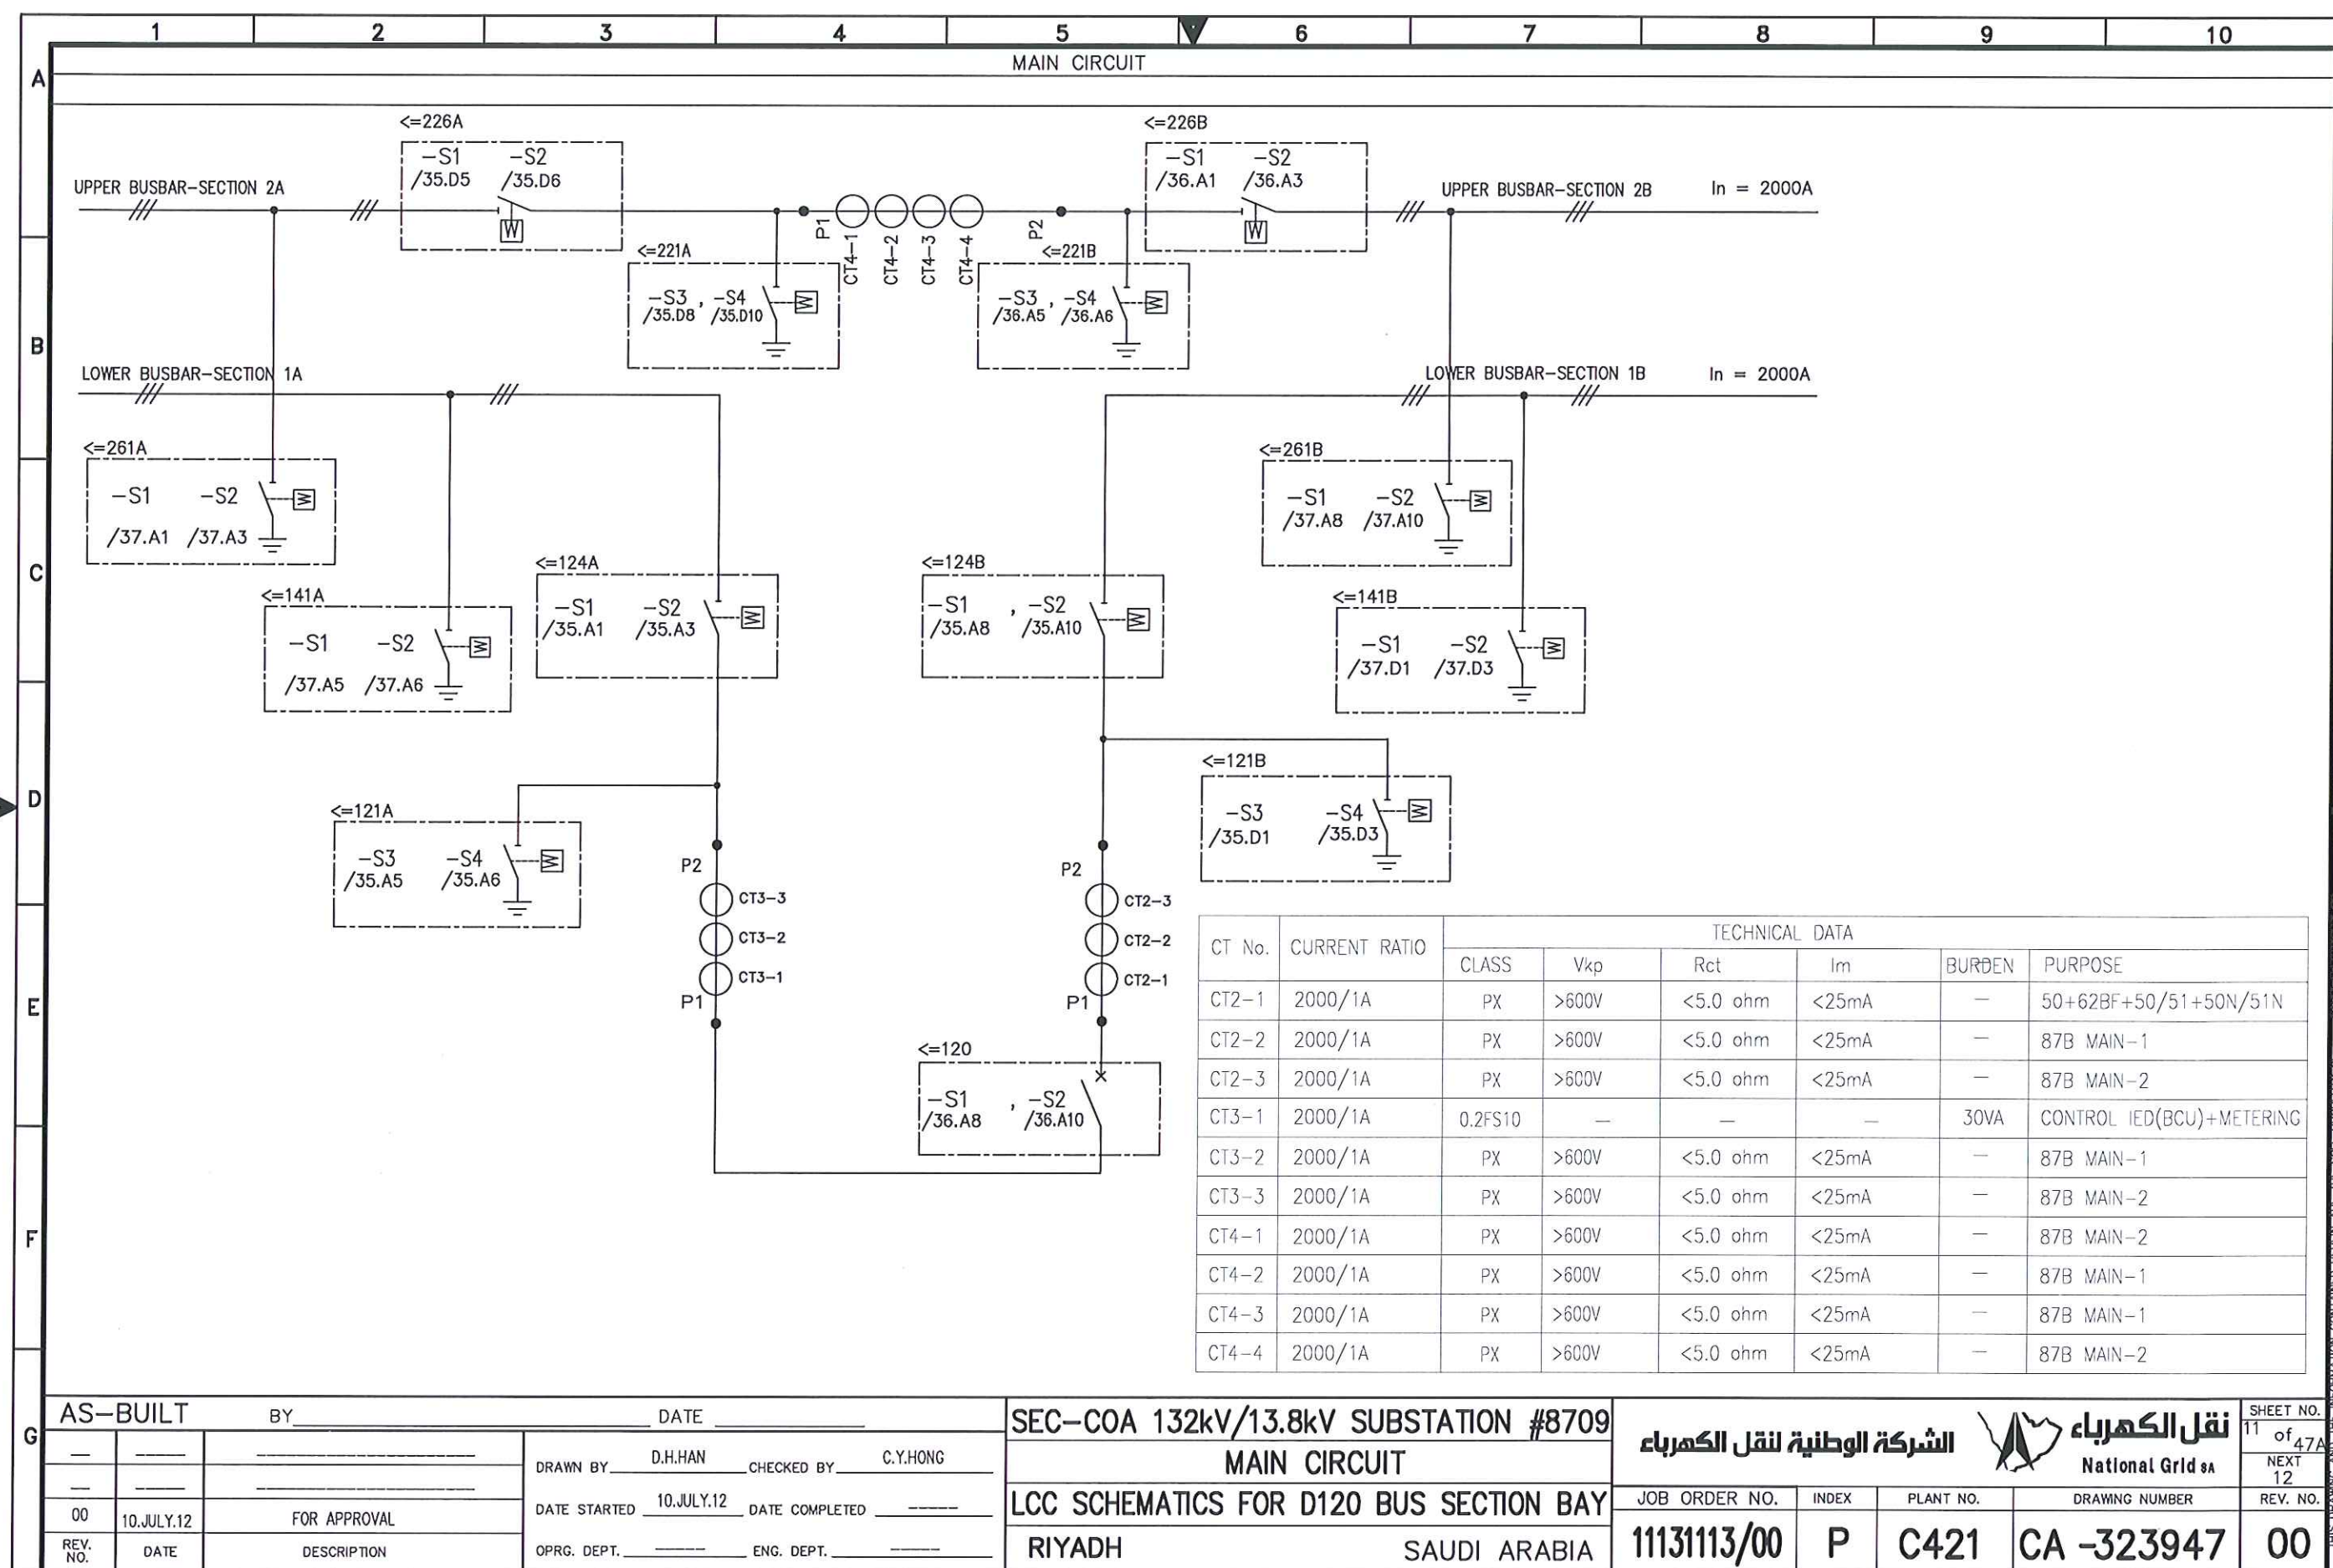 1 2 3 4 5 6 7 8 9 10
MAIN CIRCUIT
A
B
C
D
E
F
G
<=226A
-S1 -S2
/35.D5 /35.D6
<=226B
-S1 -S2
/36.A1 /36.A3
UPPER BUSBAR-SECTION 2A
UPPER BUSBAR-SECTION 2B In = 2000A
W
W
P1
CT4-1
CT4-2
CT4-3
CT4-4
P2
<=221A
-S3 , -S4
/35.D8 /35.D10
W
<=221B
-S3 , -S4
/36.A5 /36.A6
W
LOWER BUSBAR-SECTION 1A
LOWER BUSBAR-SECTION 1B In = 2000A
<=261A
-S1 -S2
/37.A1 /37.A3
W
<=261B
-S1 -S2
/37.A8 /37.A10
W
<=141A
-S1 -S2
/37.A5 /37.A6
W
<=124A
-S1 -S2
/35.A1 /35.A3
W
<=124B
-S1 , -S2
/35.A8 /35.A10
W
<=141B
-S1 -S2
/37.D1 /37.D3
W
<=121A
-S3 -S4
/35.A5 /35.A6
W
<=121B
-S3 -S4
/35.D1 /35.D3
W
P2
CT3-3
CT3-2
CT3-1
P1
P2
CT2-3
CT2-2
CT2-1
P1
<=120
-S1 , -S2
/36.A8 /36.A10
CT No. CURRENT RATIO TECHNICAL DATA
CLASS Vkp Rct Im BURDEN PURPOSE
CT2-1 2000/1A PX >600V <5.0 ohm <25mA — 50+62BF+50/51+50N/51N
CT2-2 2000/1A PX >600V <5.0 ohm <25mA — 87B MAIN-1
CT2-3 2000/1A PX >600V <5.0 ohm <25mA — 87B MAIN-2
CT3-1 2000/1A 0.2FS10 — — — 30VA CONTROL IED(BCU)+METERING
CT3-2 2000/1A PX >600V <5.0 ohm <25mA — 87B MAIN-1
CT3-3 2000/1A PX >600V <5.0 ohm <25mA — 87B MAIN-2
CT4-1 2000/1A PX >600V <5.0 ohm <25mA — 87B MAIN-2
CT4-2 2000/1A PX >600V <5.0 ohm <25mA — 87B MAIN-1
CT4-3 2000/1A PX >600V <5.0 ohm <25mA — 87B MAIN-1
CT4-4 2000/1A PX >600V <5.0 ohm <25mA — 87B MAIN-2
AS-BUILT BY DATE
00 10.JULY.12 FOR APPROVAL
REV. NO. DATE DESCRIPTION
DRAWN BY D.H.HAN CHECKED BY C.Y.HONG
DATE STARTED 10.JULY.12 DATE COMPLETED -----
OPRG. DEPT. ----- ENG. DEPT. -----
SEC-COA 132kV/13.8kV SUBSTATION #8709
MAIN CIRCUIT
LCC SCHEMATICS FOR D120 BUS SECTION BAY
RIYADH SAUDI ARABIA
الشركة الوطنية لنقل الكهرباء
نقل الكهرباء
National Grid SA
SHEET NO.
11 of 47A
NEXT
12
JOB ORDER NO. INDEX PLANT NO. DRAWING NUMBER REV. NO.
11131113/00 P C421 CA -323947 00